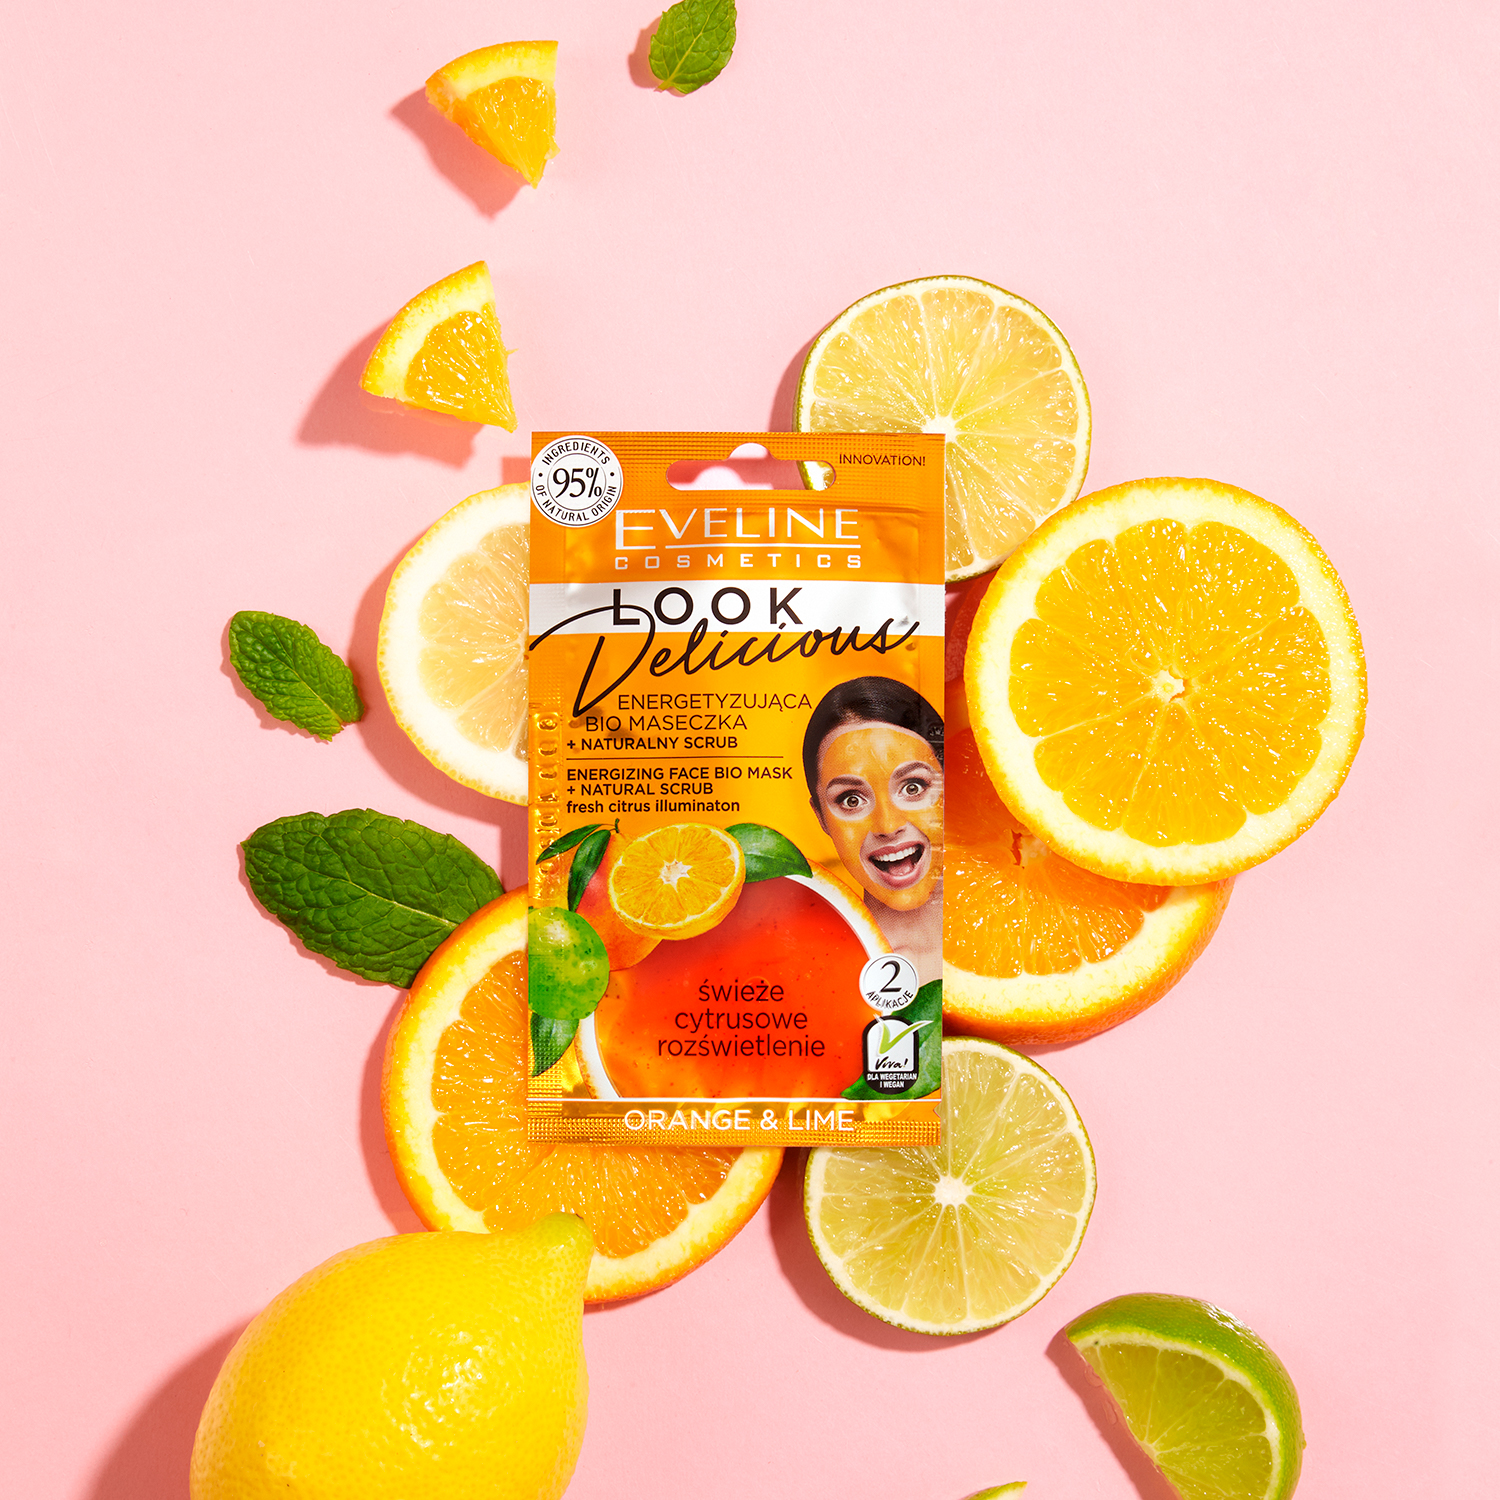 INGREDIENTS
95%
OF NATURAL ORIGIN
INNOVATION!
EVELINE
COSMETICS
LOOK
Delicious
ENERGETYZUJĄCA
BIO MASECZKA
+ NATURALNY SCRUB
ENERGIZING FACE BIO MASK
+ NATURAL SCRUB
fresh citrus illuminaton
świeże
cytrusowe
rozświetlenie
2
APLIKACJE
Viva!
DLA WEGETARIAN
I WEGAN
ORANGE & LIME